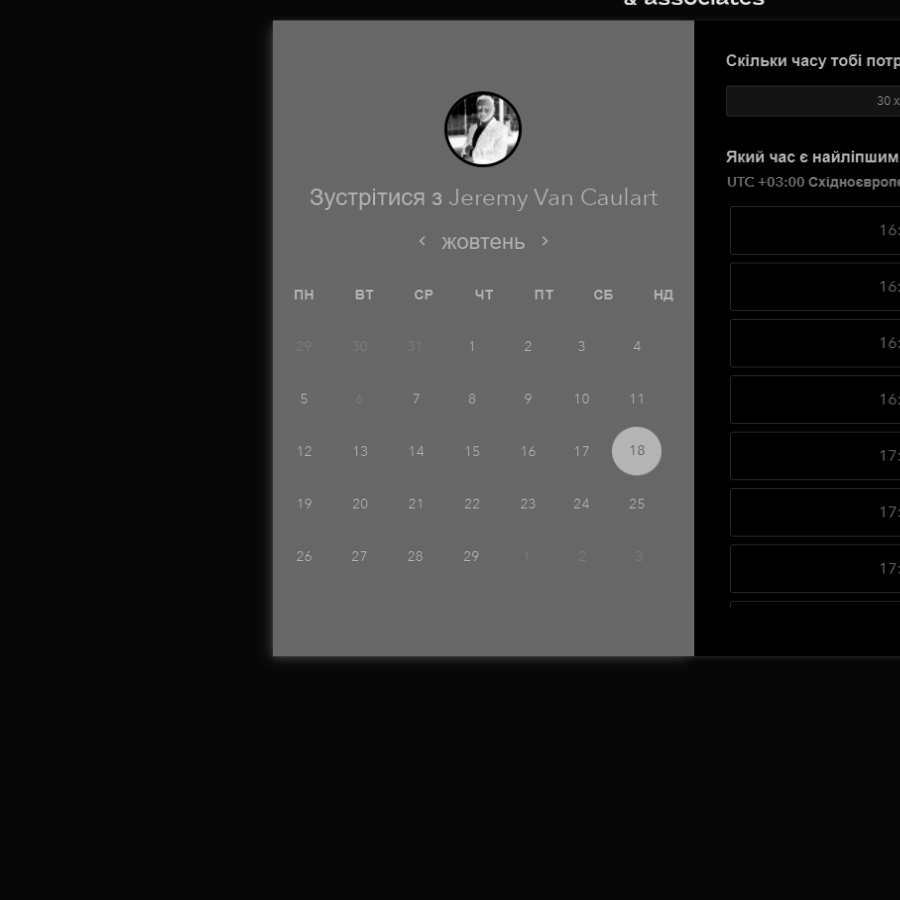 & associates
Зустрітися з Jeremy Van Caulart
‹ жовтень ›
ПН ВТ СР ЧТ ПТ СБ НД
29 30 31 1 2 3 4
5 6 7 8 9 10 11
12 13 14 15 16 17 18
19 20 21 22 23 24 25
26 27 28 29 1 2 3
Скільки часу тобі потр
30 х
Який час є найліпшим
UTC +03:00 Східноєвропе
16:
16:
16:
16:
17:
17:
17: